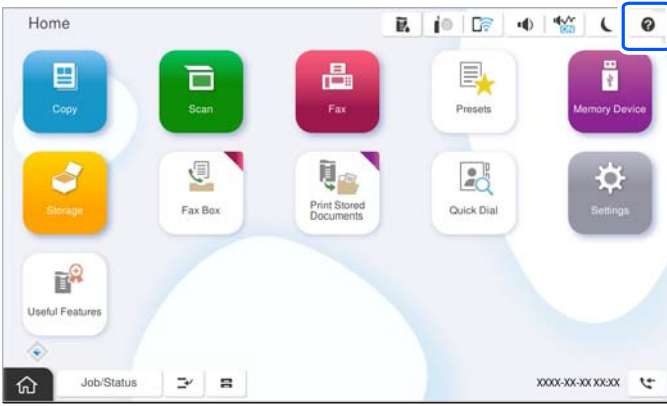 Home
ON
?
Copy
Scan
Fax
Presets
Memory Device
Storage
Fax Box
Print Stored
Documents
Quick Dial
Settings
Useful Features
Job/Status
XXXX-XX-XX XX:XX